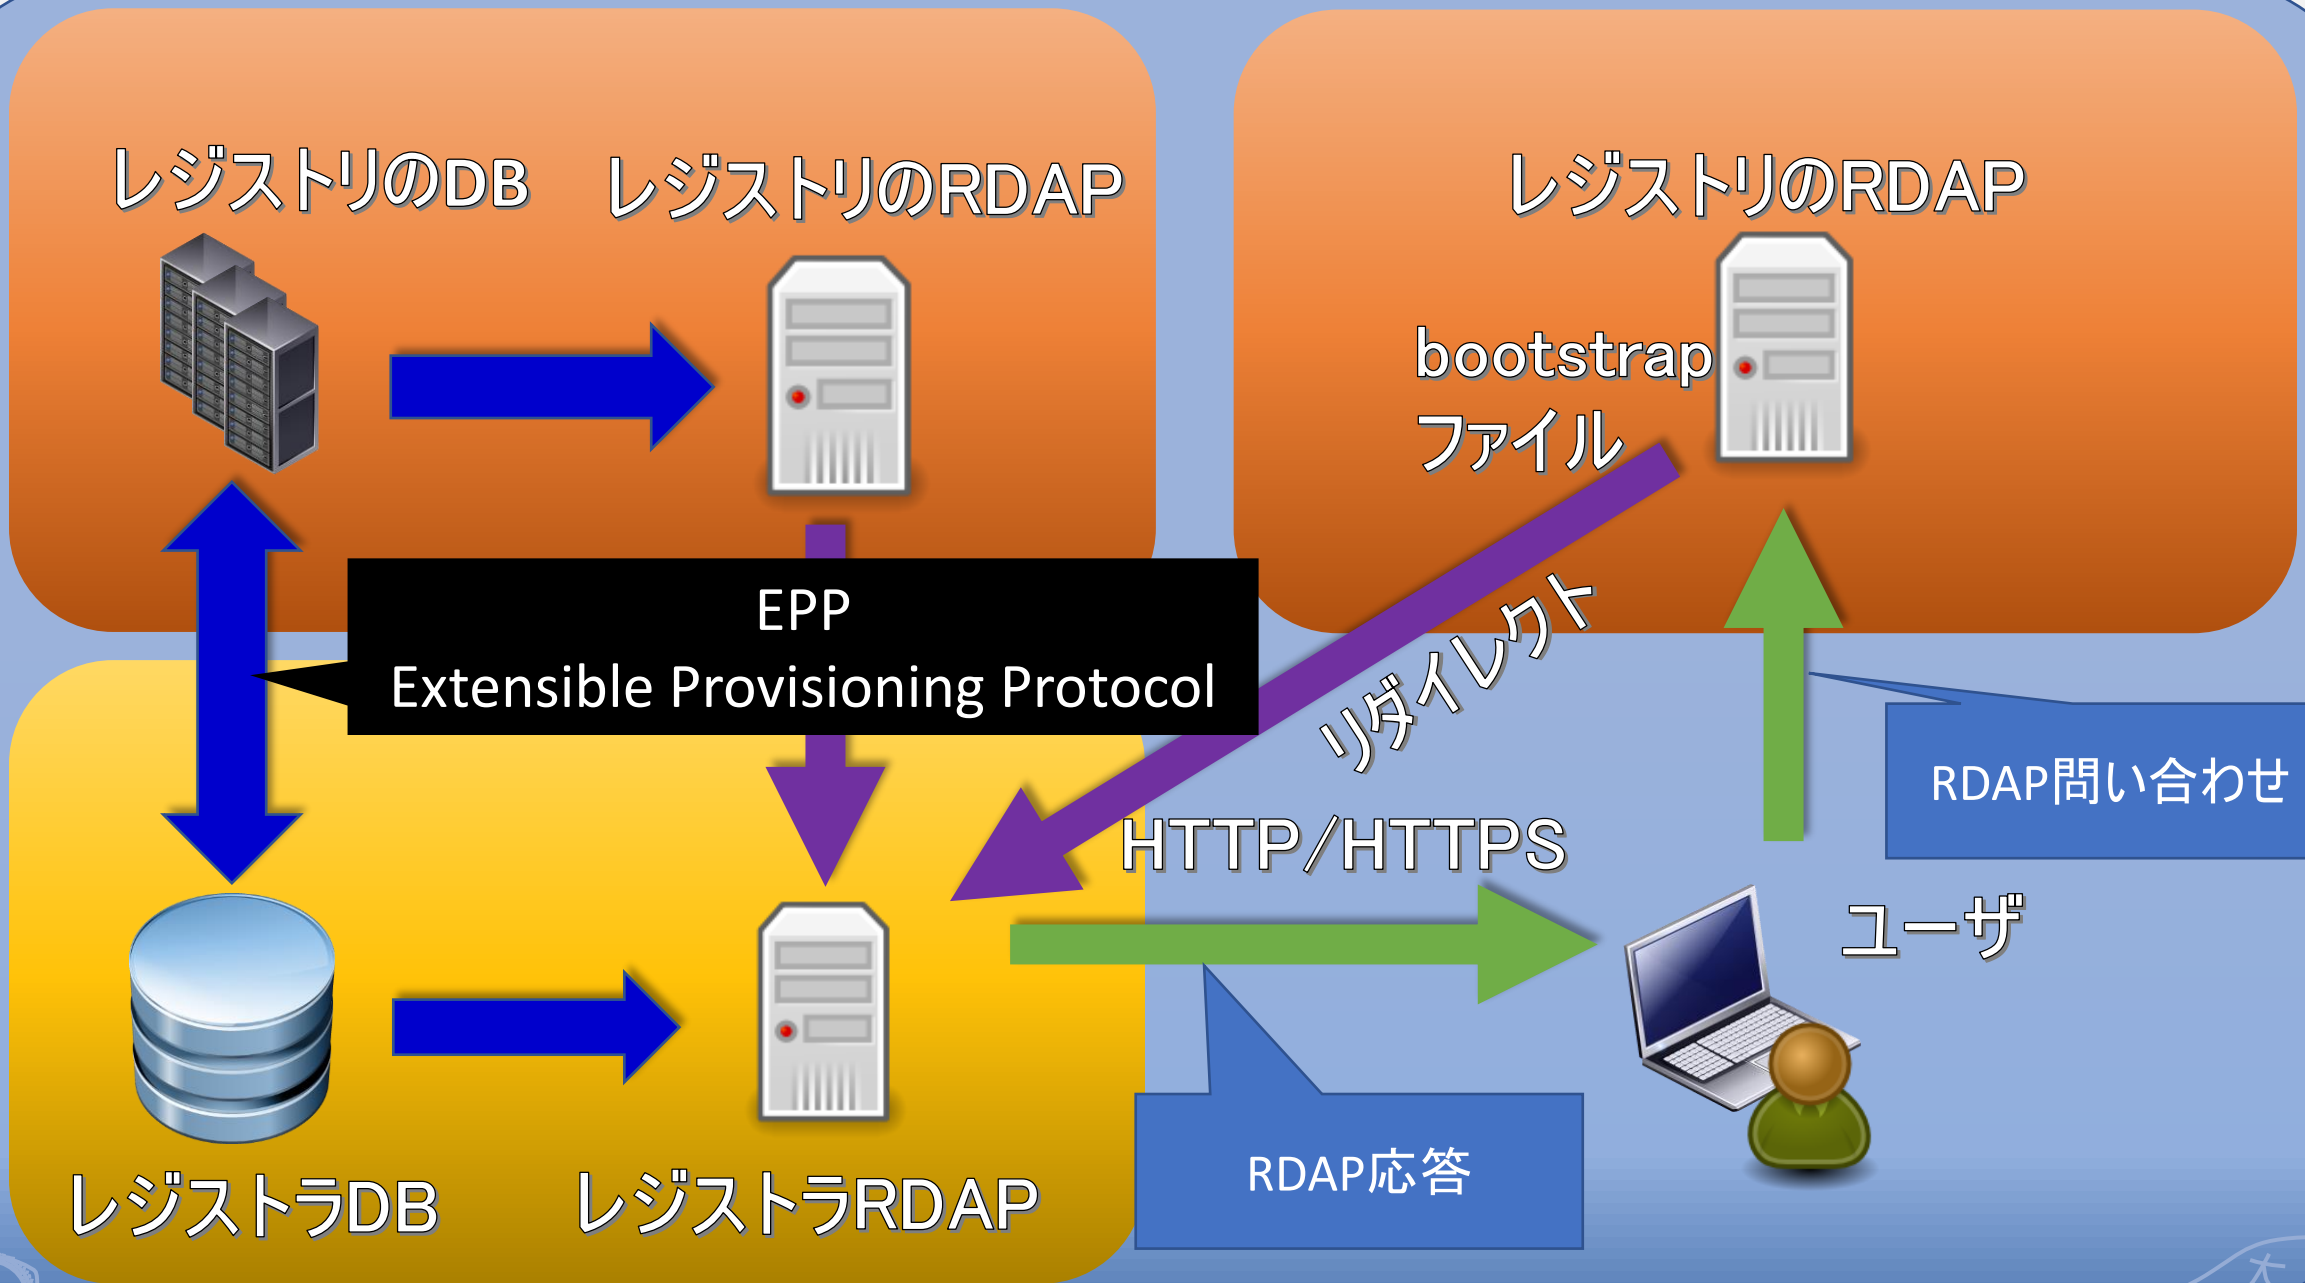 レジストリのDB
レジストリのRDAP
レジストリのRDAP
bootstrap
ファイル
EPP
Extensible Provisioning Protocol
リダイレクト
RDAP問い合わせ
HTTP/HTTPS
ユーザ
RDAP応答
レジストラDB
レジストラRDAP